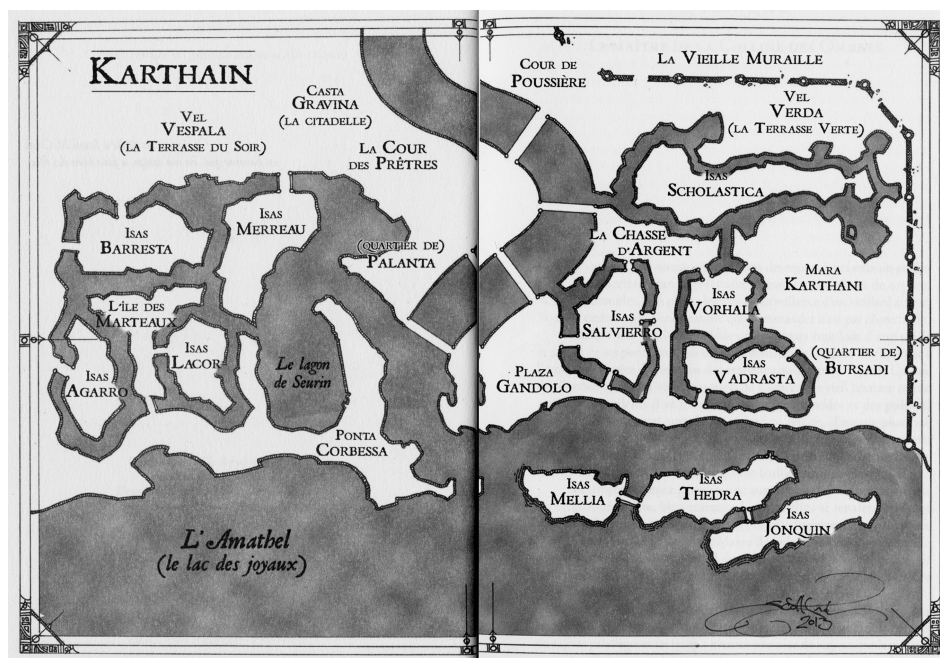 KARTHAIN
VEL
VESPALA
(LA TERRASSE DU SOIR)
CASTA
GRAVINA
(LA CITADELLE)
LA COUR
DES PRÊTRES
ISAS
BARRESTA
ISAS
MERREAU
(QUARTIER DE)
PALANTA
L'ÎLE DES
MARTEAUX
ISAS
AGARRO
ISAS
LACOR
Le lagon
de Seurin
PONTA
CORBESSA
L'Amathel
(le lac des joyaux)
COUR DE
POUSSIÈRE
LA VIEILLE MURAILLE
VEL
VERDA
(LA TERRASSE VERTE)
ISAS
SCHOLASTICA
LA CHASSE
D'ARGENT
MARA
KARTHANI
ISAS
VORHALA
ISAS
SALVIERRO
ISAS
VADRASTA
(QUARTIER DE)
BURSADI
PLAZA
GANDOLO
ISAS
MELLIA
ISAS
THEDRA
ISAS
JONQUIN
2013